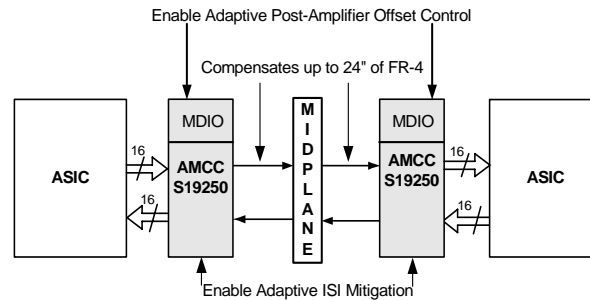 Enable Adaptive Post-Amplifier Offset Control
Compensates up to 24" of FR-4
MDIO
MIDPLANE
MDIO
ASIC
16
AMCC
S19250
AMCC
S19250
16
ASIC
16
16
Enable Adaptive ISI Mitigation